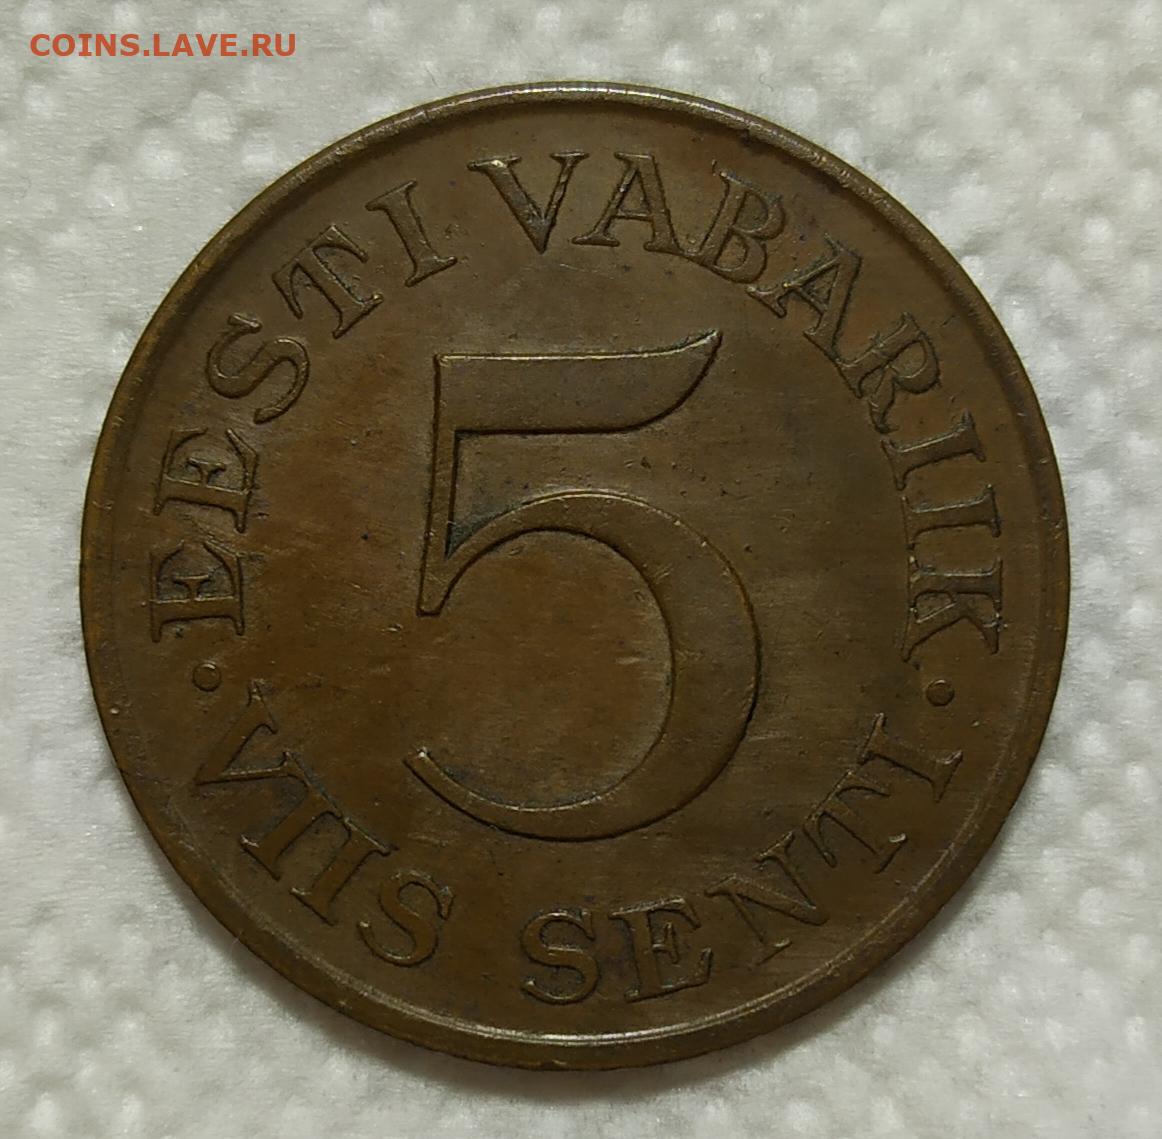 COINS.LAVE.RU
· EESTI VABARIIK ·
5
VIIS SENTI